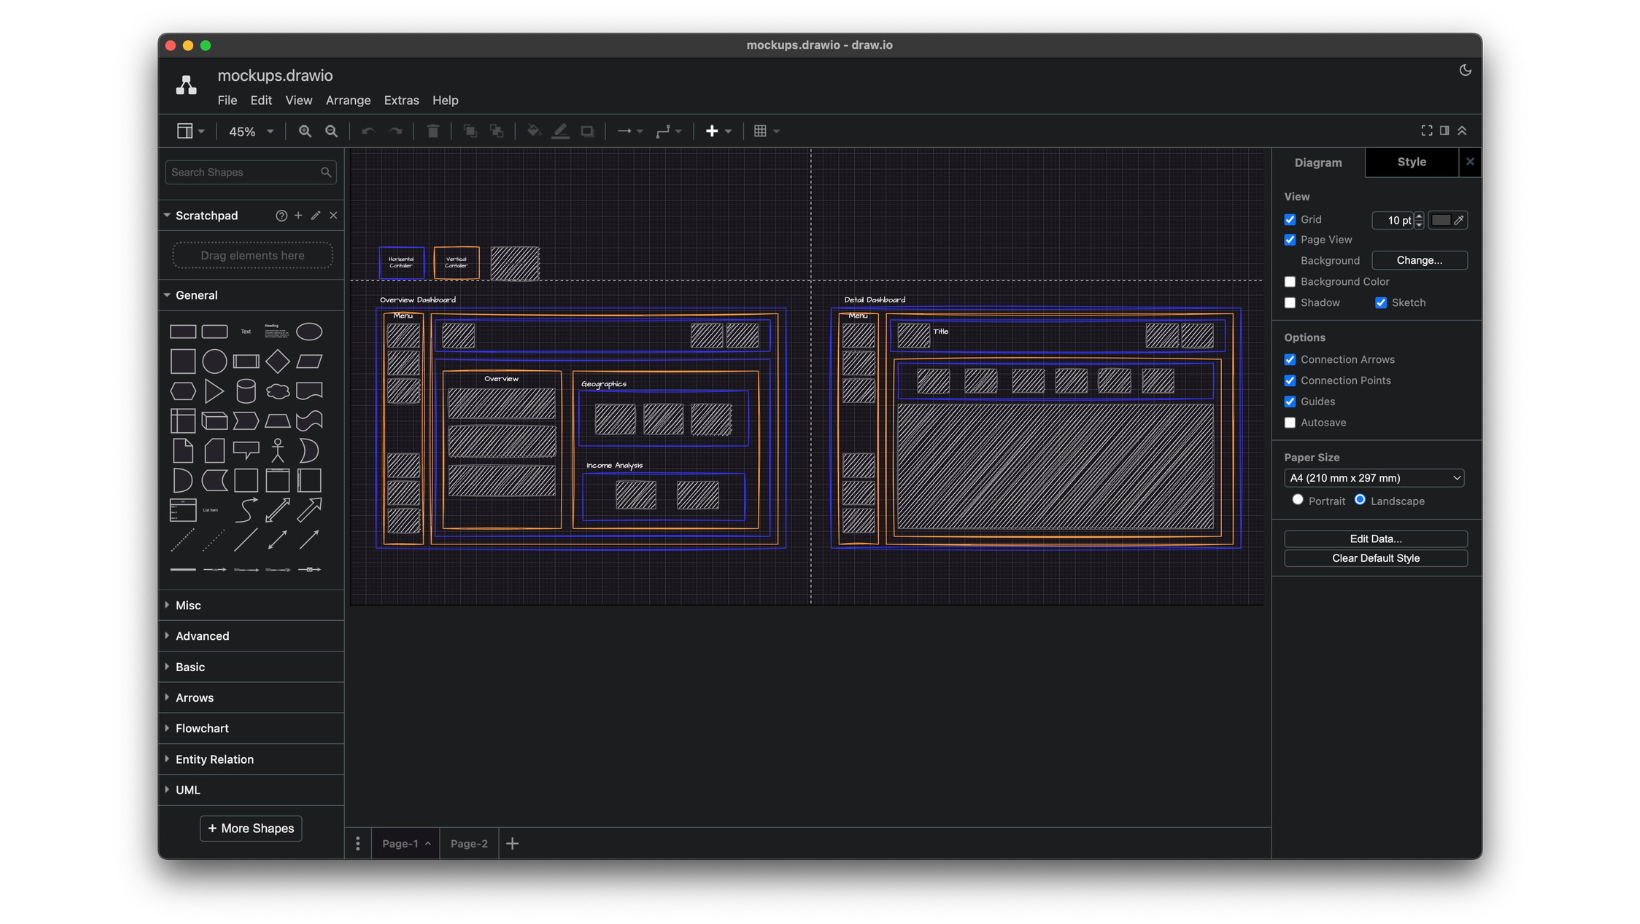 mockups.drawio - draw.io
mockups.drawio
File Edit View Arrange Extras Help
45%
Search Shapes
Scratchpad
Drag elements here
General
Text
Heading
List Item
Misc
Advanced
Basic
Arrows
Flowchart
Entity Relation
UML
+ More Shapes
Horizontal
Container
Vertical
Container
Overview Dashboard
Menu
Overview
Geographics
Income Analysis
Detail Dashboard
Menu
Title
Page-1
Page-2
Diagram
Style
View
Grid
10 pt
Page View
Background
Change...
Background Color
Shadow
Sketch
Options
Connection Arrows
Connection Points
Guides
Autosave
Paper Size
A4 (210 mm x 297 mm)
Portrait
Landscape
Edit Data...
Clear Default Style